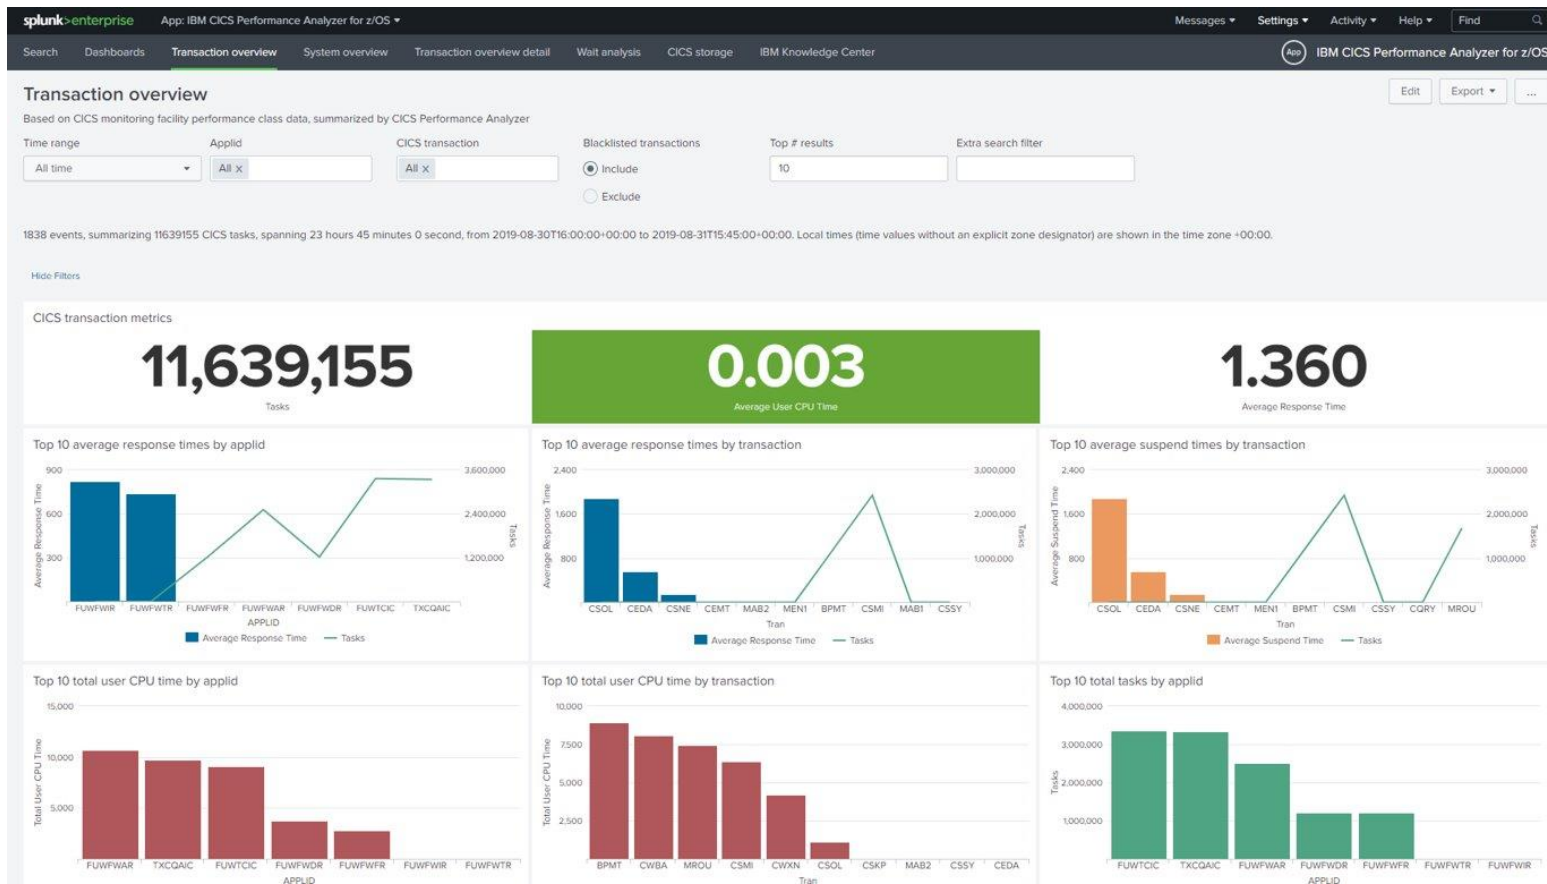 splunk>enterprise App: IBM CICS Performance Analyzer for z/OS Messages Settings Activity Help Find
Search Dashboards Transaction overview System overview Transaction overview detail Wait analysis CICS storage IBM Knowledge Center App IBM CICS Performance Analyzer for z/OS
Transaction overview Edit Export ...
Based on CICS monitoring facility performance class data, summarized by CICS Performance Analyzer
Time range Applid CICS transaction Blacklisted transactions Top # results Extra search filter
All time All x All x Include 10
Exclude
1838 events, summarizing 11639155 CICS tasks, spanning 23 hours 45 minutes 0 second, from 2019-08-30T16:00:00+00:00 to 2019-08-31T15:45:00+00:00. Local times (time values without an explicit zone designator) are shown in the time zone +00:00.
Hide Filters
CICS transaction metrics
11,639,155
Tasks
0.003
Average User CPU Time
1.360
Average Response Time
Top 10 average response times by applid
900 3,600,000
600 2,400,000
300 1,200,000
Average Response Time
Tasks
FUWFWIR FUWFWTR FUWFWFR FUWFWAR FUWFWDR FUWTCIC TXCQAIC
APPLID
Average Response Time Tasks
Top 10 average response times by transaction
2,400 3,000,000
1,600 2,000,000
800 1,000,000
Average Response Time
Tasks
CSOL CEDA CSNE CEMT MAB2 MEN1 BPMT CSMI MAB1 CSSY
Tran
Average Response Time Tasks
Top 10 average suspend times by transaction
2,400 3,000,000
1,600 2,000,000
800 1,000,000
Average Suspend Time
Tasks
CSOL CEDA CSNE CEMT MEN1 BPMT CSMI CSSY CQRY MROU
Tran
Average Suspend Time Tasks
Top 10 total user CPU time by applid
15,000
10,000
5,000
Total User CPU Time
FUWFWAR TXCQAIC FUWTCIC FUWFWDR FUWFWFR FUWFWIR FUWFWTR
APPLID
Top 10 total user CPU time by transaction
10,000
7,500
5,000
2,500
Total User CPU Time
BPMT CWBA MROU CSMI CWXN CSOL CSKP MAB2 CSSY CEDA
Tran
Top 10 total tasks by applid
4,000,000
3,000,000
2,000,000
1,000,000
Tasks
FUWTCIC TXCQAIC FUWFWAR FUWFWDR FUWFWFR FUWFWTR FUWFWIR
APPLID